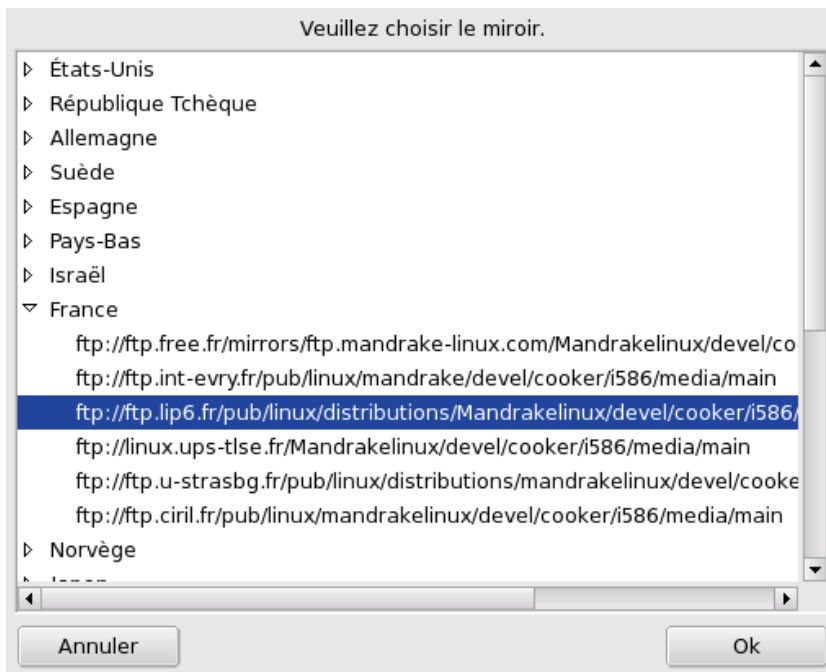 Veuillez choisir le miroir.
États-Unis
République Tchèque
Allemagne
Suède
Espagne
Pays-Bas
Israël
France
ftp://ftp.free.fr/mirrors/ftp.mandrake-linux.com/Mandrakelinux/devel/co
ftp://ftp.int-evry.fr/pub/linux/mandrake/devel/cooker/i586/media/main
ftp://ftp.lip6.fr/pub/linux/distributions/Mandrakelinux/devel/cooker/i586/
ftp://linux.ups-tlse.fr/Mandrakelinux/devel/cooker/i586/media/main
ftp://ftp.u-strasbg.fr/pub/linux/distributions/mandrakelinux/devel/cooke
ftp://ftp.ciril.fr/pub/linux/mandrakelinux/devel/cooker/i586/media/main
Norvège
Annuler
Ok